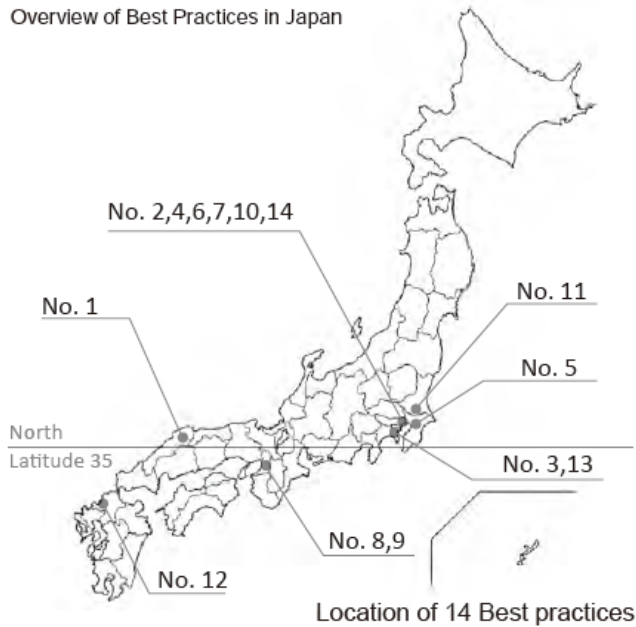 Overview of Best Practices in Japan
No. 2,4,6,7,10,14
No. 11
No. 1
No. 5
North
Latitude 35
No. 3,13
No. 8,9
No. 12
Location of 14 Best practices